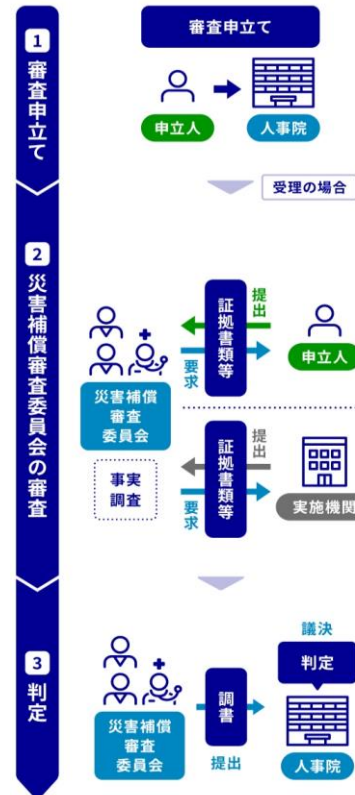 1 審査申立て
審査申立て
申立人
人事院
受理の場合
2 災害補償審査委員会の審査
災害補償
審査
委員会
事実
調査
提出
証拠書類等
要求
申立人
提出
証拠書類等
要求
実施機関
3 判定
災害補償
審査
委員会
調書
提出
議決
判定
人事院